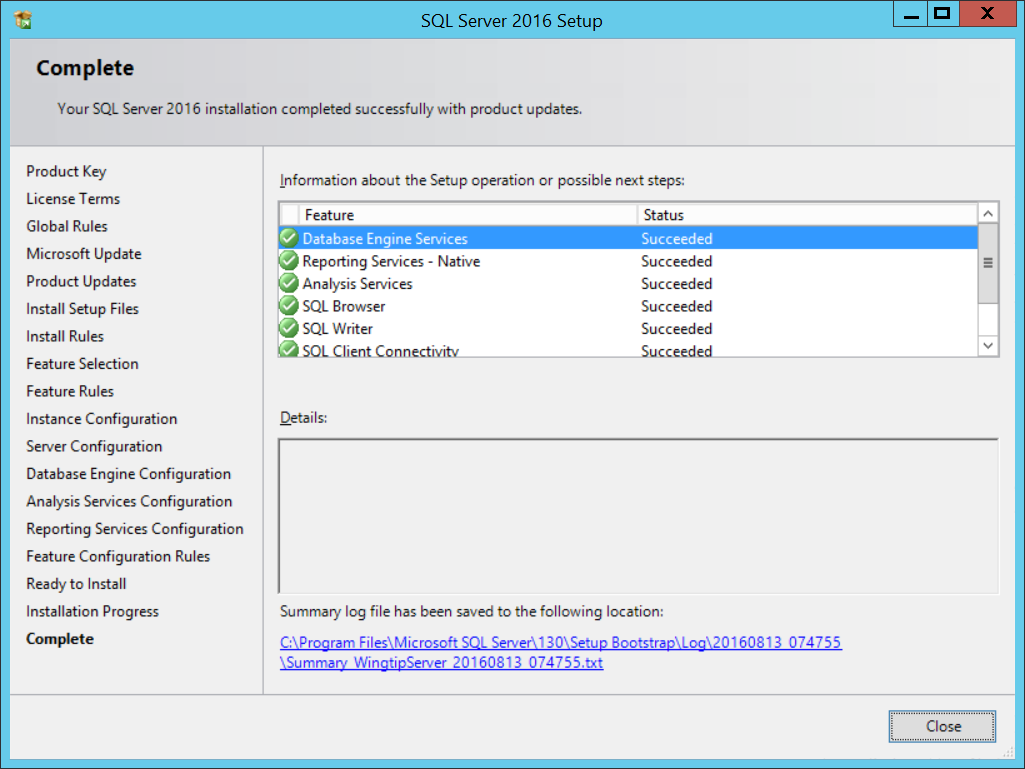 SQL Server 2016 Setup
Complete
Your SQL Server 2016 installation completed successfully with product updates.
Product Key
License Terms
Global Rules
Microsoft Update
Product Updates
Install Setup Files
Install Rules
Feature Selection
Feature Rules
Instance Configuration
Server Configuration
Database Engine Configuration
Analysis Services Configuration
Reporting Services Configuration
Feature Configuration Rules
Ready to Install
Installation Progress
Complete
Information about the Setup operation or possible next steps:
Feature Status
Database Engine Services Succeeded
Reporting Services - Native Succeeded
Analysis Services Succeeded
SQL Browser Succeeded
SQL Writer Succeeded
SQL Client Connectivity Succeeded
Details:
Summary log file has been saved to the following location:
C:\Program Files\Microsoft SQL Server\130\Setup Bootstrap\Log\20160813_074755
\Summary_WingtipServer_20160813_074755.txt
Close